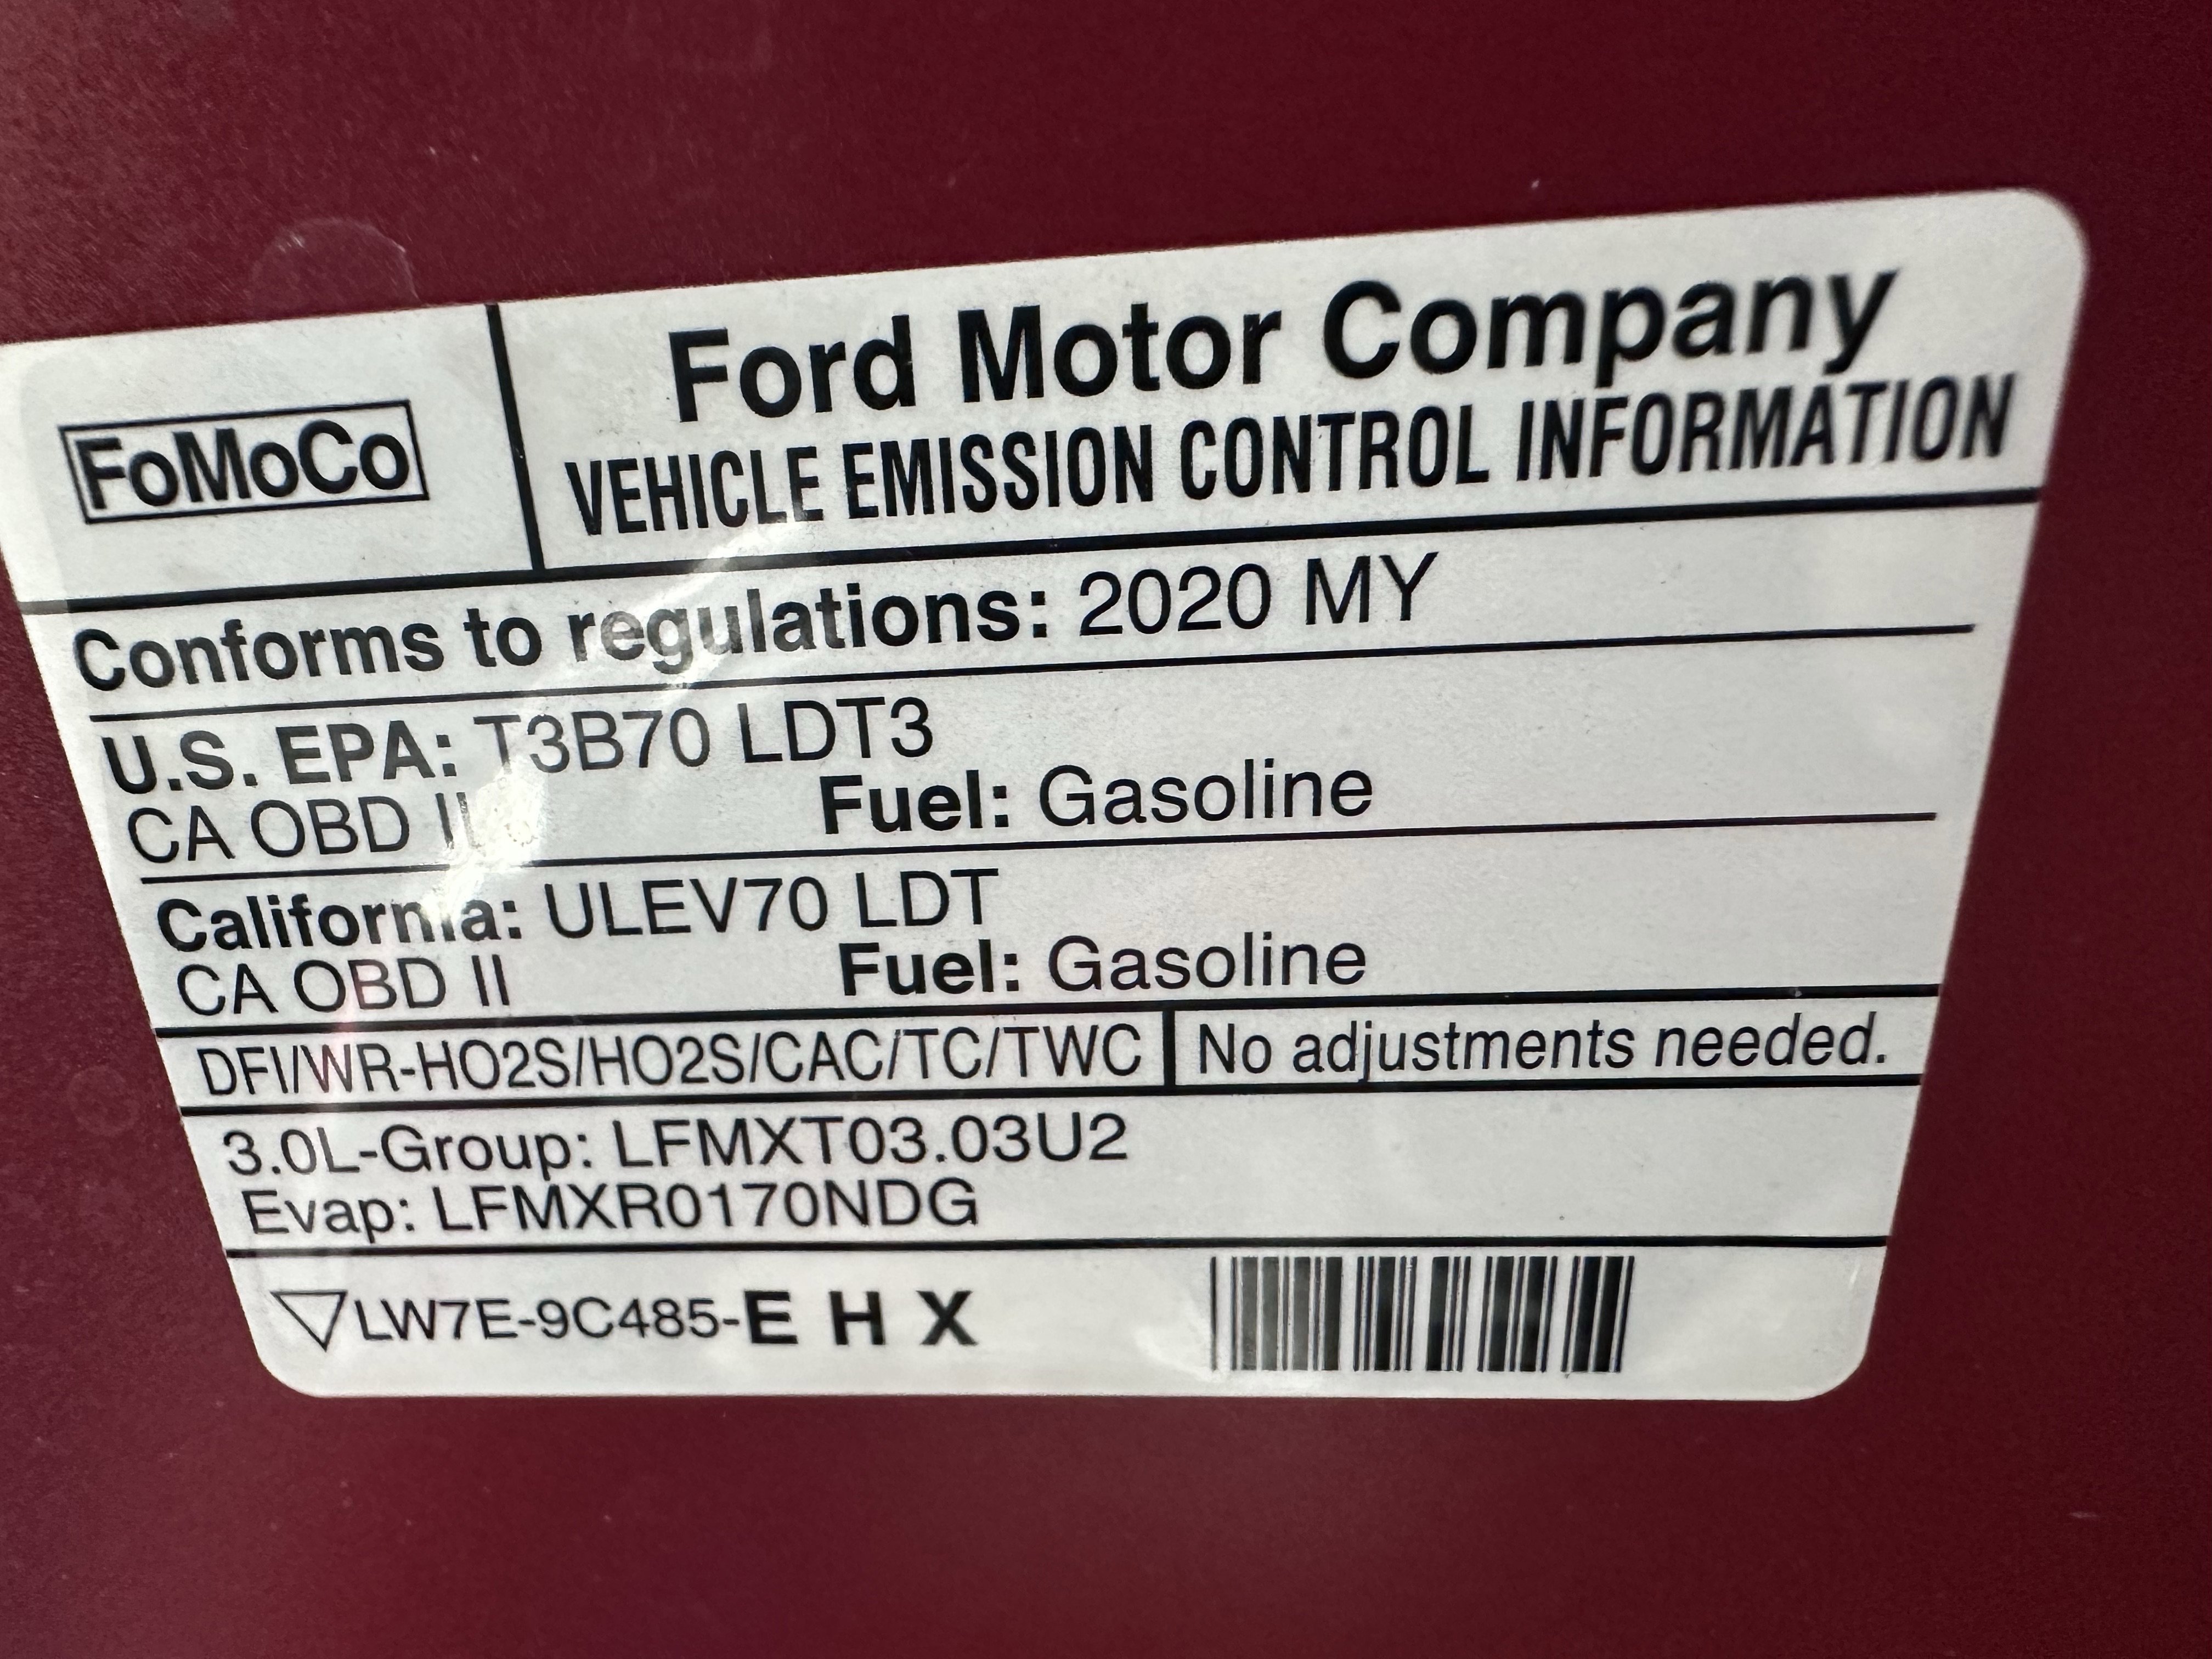 FoMoCo
Ford Motor Company
VEHICLE EMISSION CONTROL INFORMATION
Conforms to regulations: 2020 MY
U.S. EPA: T3B70 LDT3
CA OBD II Fuel: Gasoline
California: ULEV70 LDT
CA OBD II Fuel: Gasoline
DFI/WR-HO2S/HO2S/CAC/TC/TWC No adjustments needed.
3.0L-Group: LFMXT03.03U2
Evap: LFMXR0170NDG
LW7E-9C485-E H X